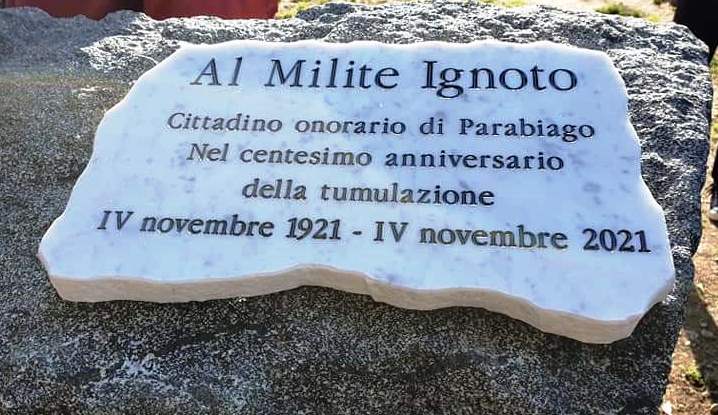 Al Milite Ignoto
Cittadino onorario di Parabiago
Nel centesimo anniversario
della tumulazione
IV novembre 1921 - IV novembre 2021